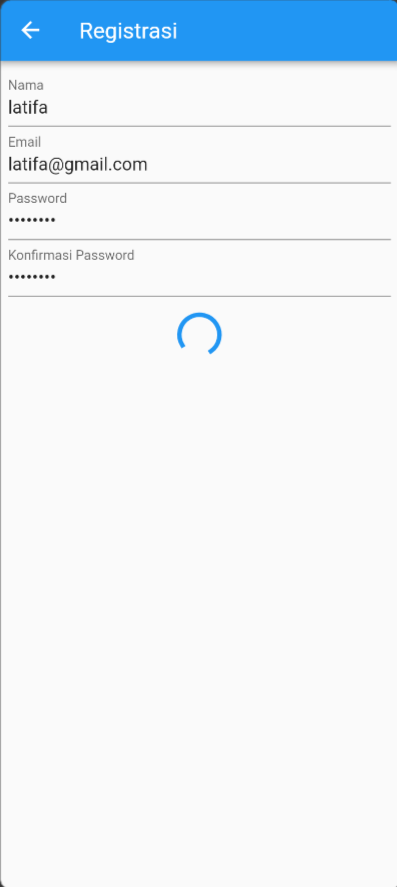 Registrasi
Nama
latifa
Email
latifa@gmail.com
Password
••••••••
Konfirmasi Password
••••••••